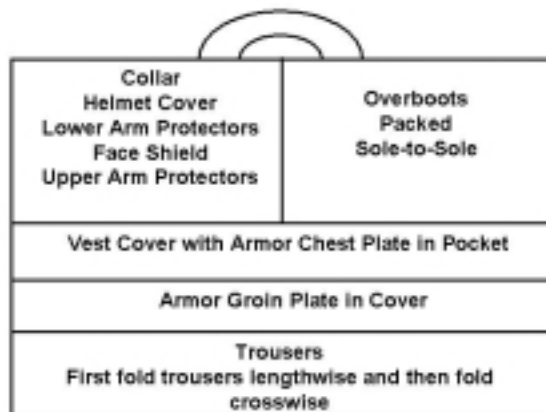 Collar
Helmet Cover
Lower Arm Protectors
Face Shield
Upper Arm Protectors
Overboots
Packed
Sole-to-Sole
Vest Cover with Armor Chest Plate in Pocket
Armor Groin Plate in Cover
Trousers
First fold trousers lengthwise and then fold
crosswise